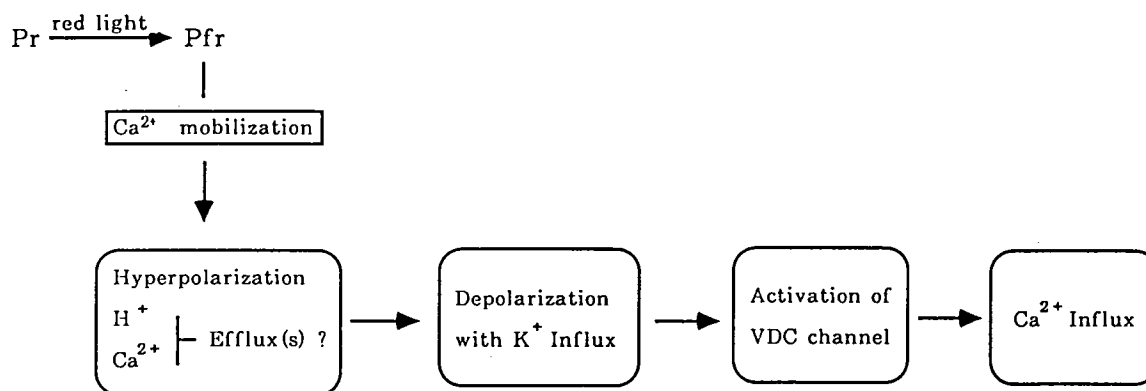 red light
Pr Pfr
Ca²⁺ mobilization
Hyperpolarization
H⁺
Ca²⁺
Efflux(s) ?
Depolarization
with K⁺ Influx
Activation of
VDC channel
Ca²⁺ Influx